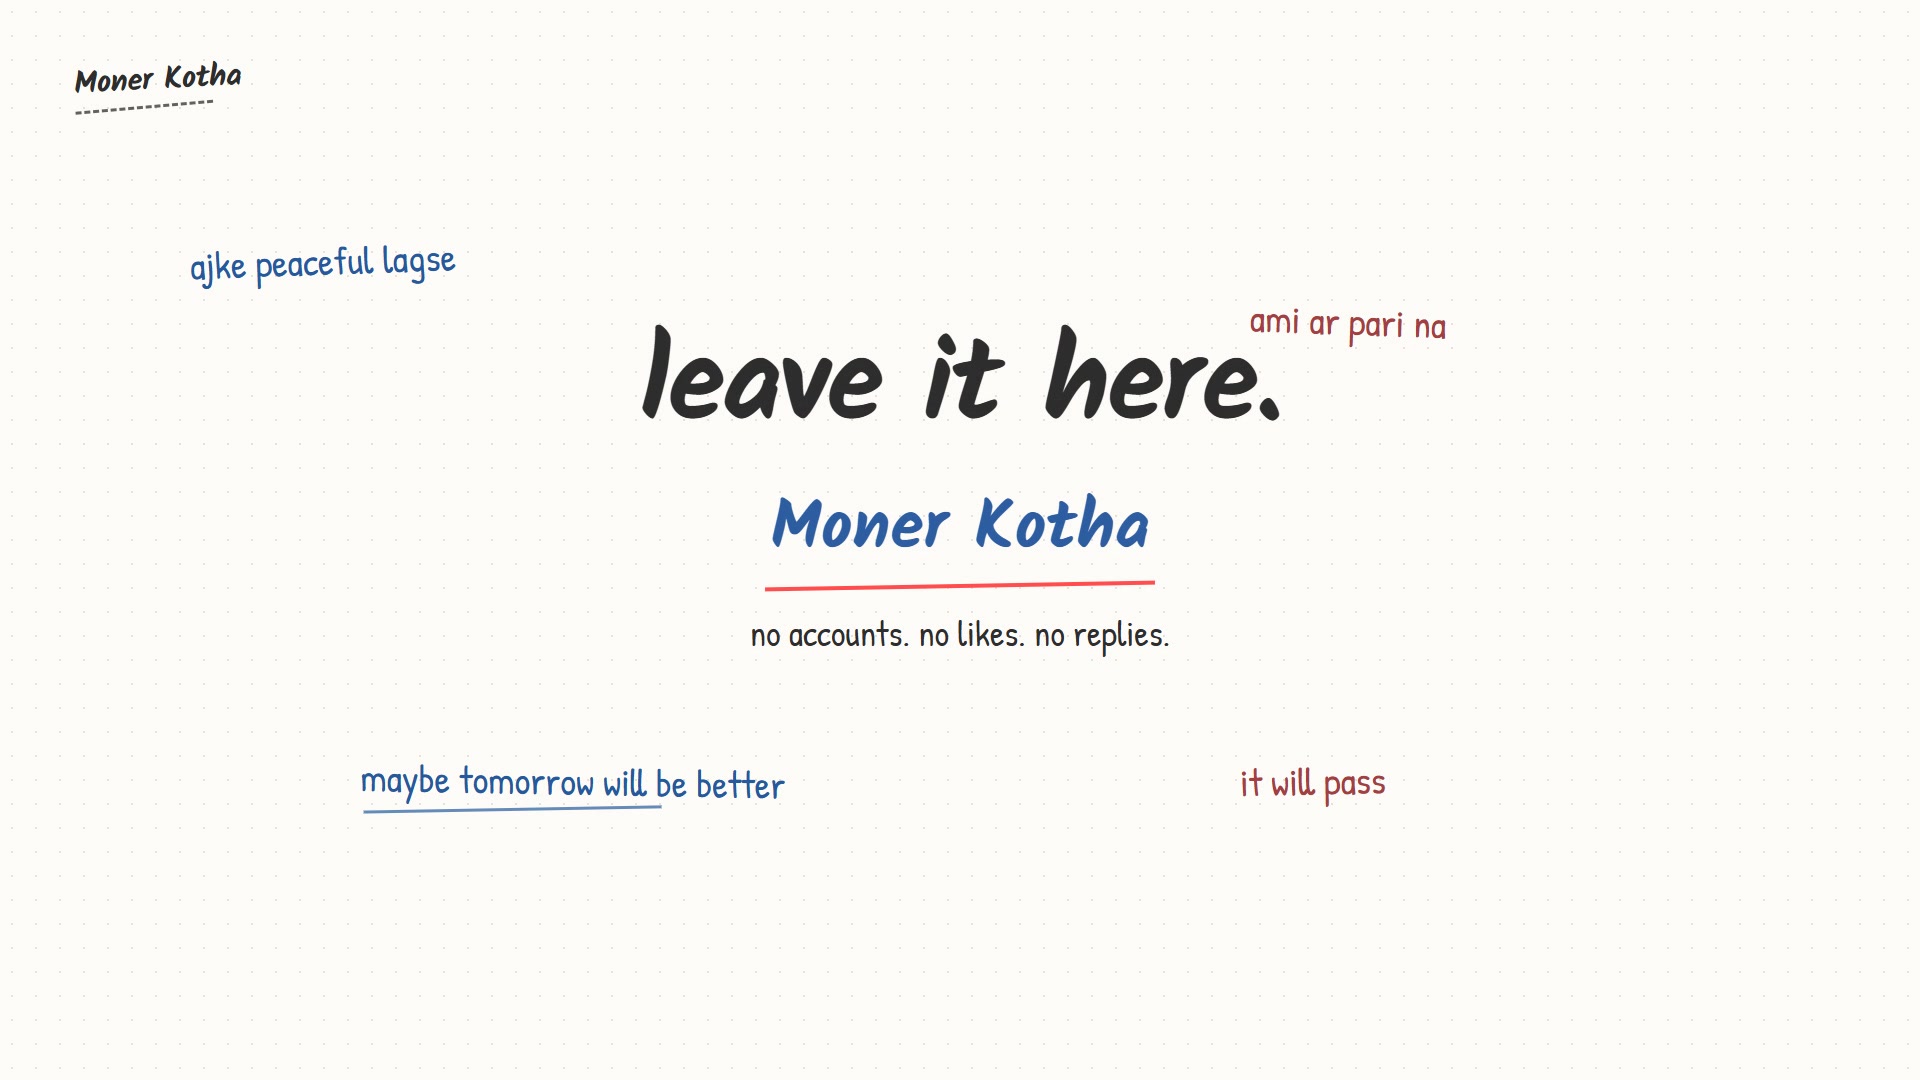 Moner Kotha
ajke peaceful lagse
ami ar pari na
leave it here.
Moner Kotha
no accounts. no likes. no replies.
maybe tomorrow will be better
it will pass